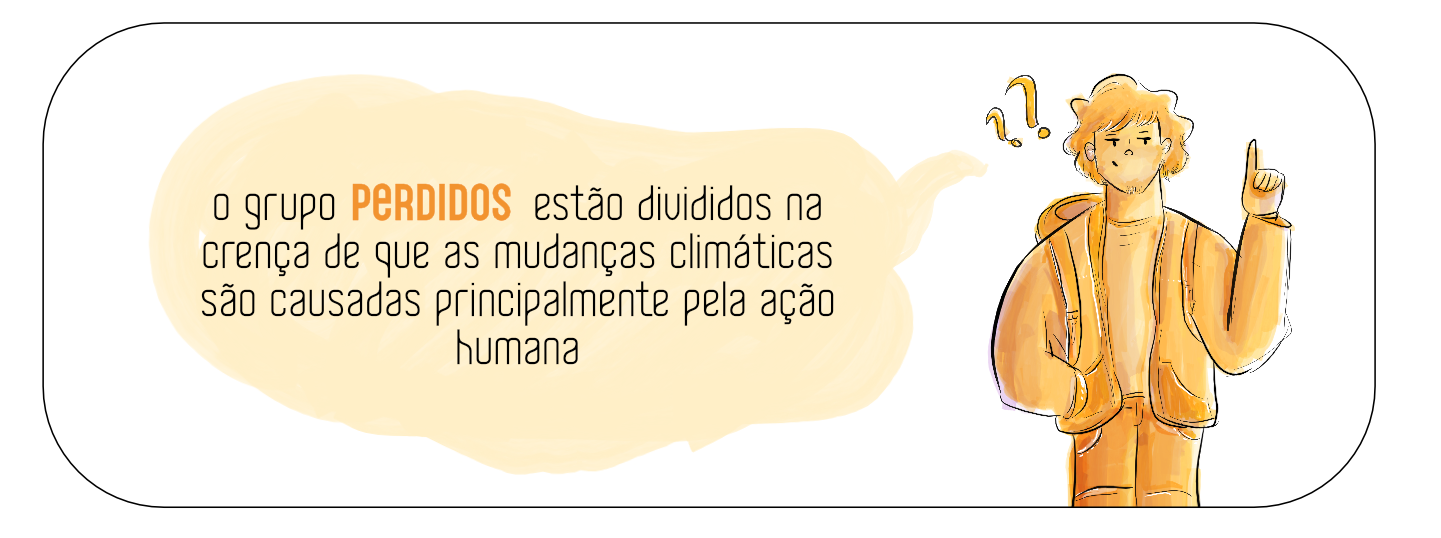 ??
o grupo PERDIDOS estão divididos na
crença de que as mudanças climáticas
são causadas principalmente pela ação
humana